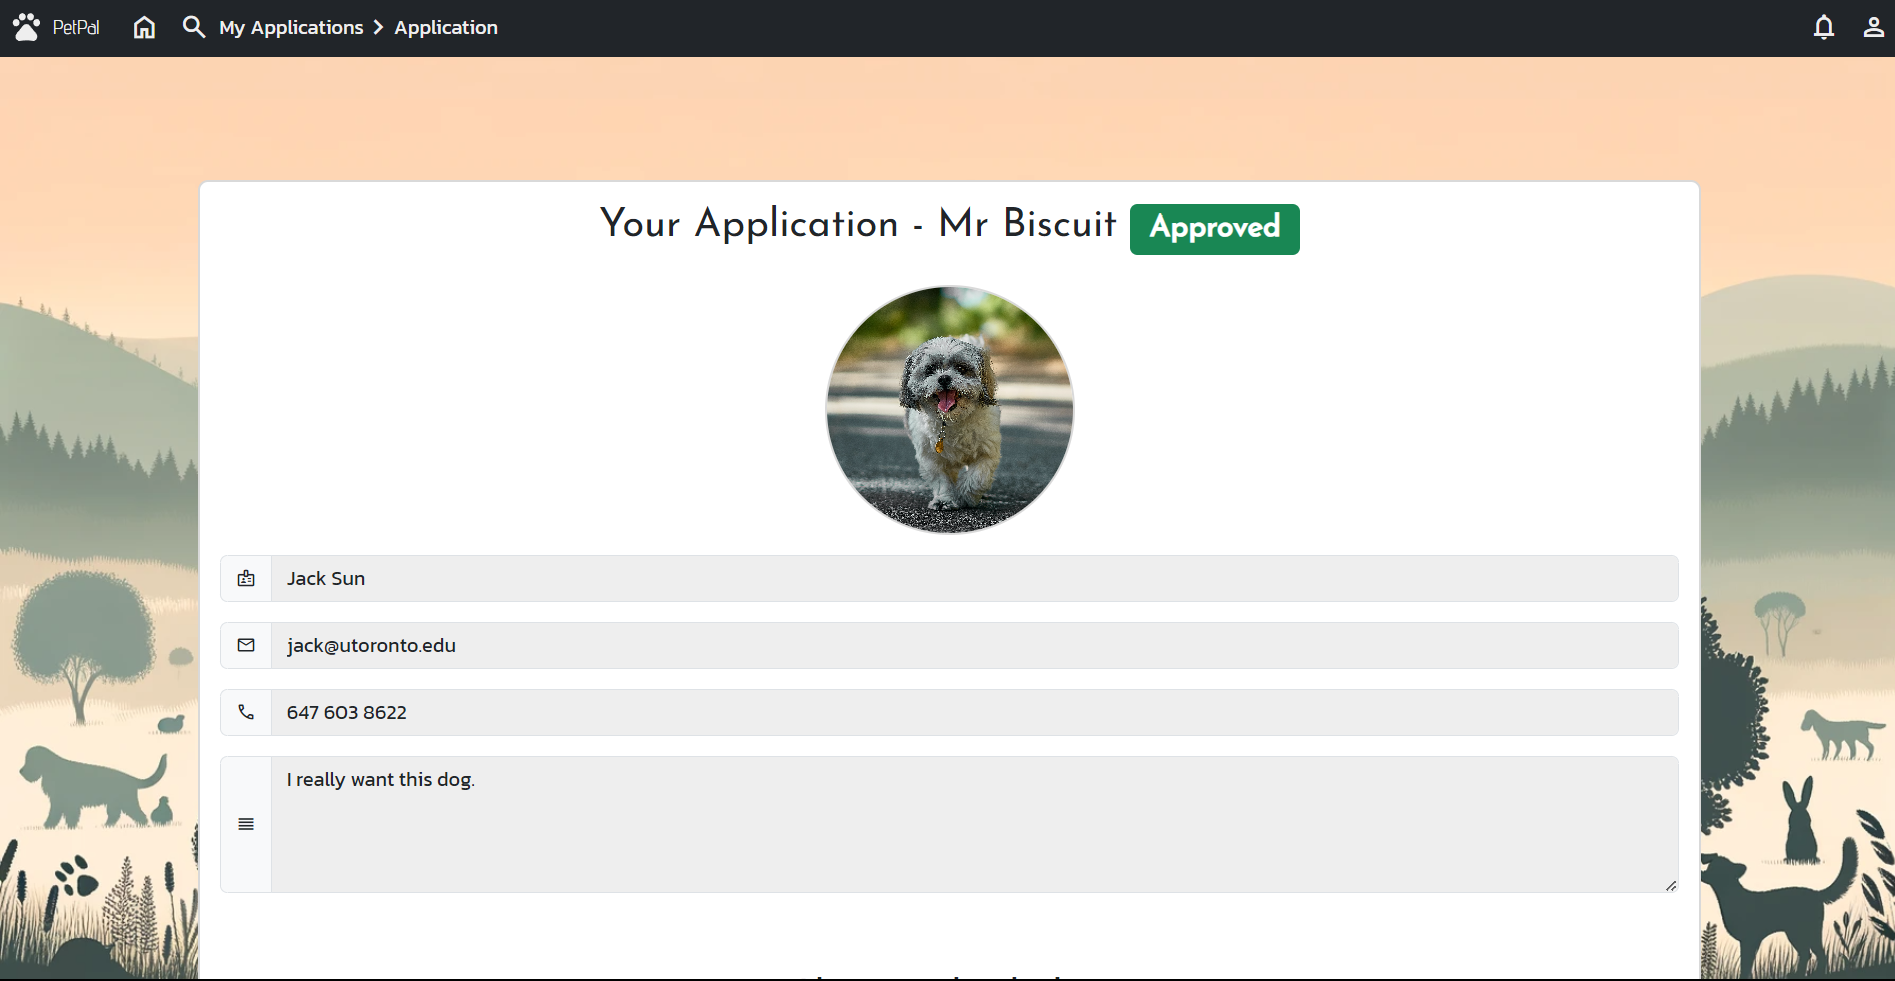 PetPal My Applications Application
Your Application - Mr Biscuit Approved
Jack Sun
jack@utoronto.edu
647 603 8622
I really want this dog.